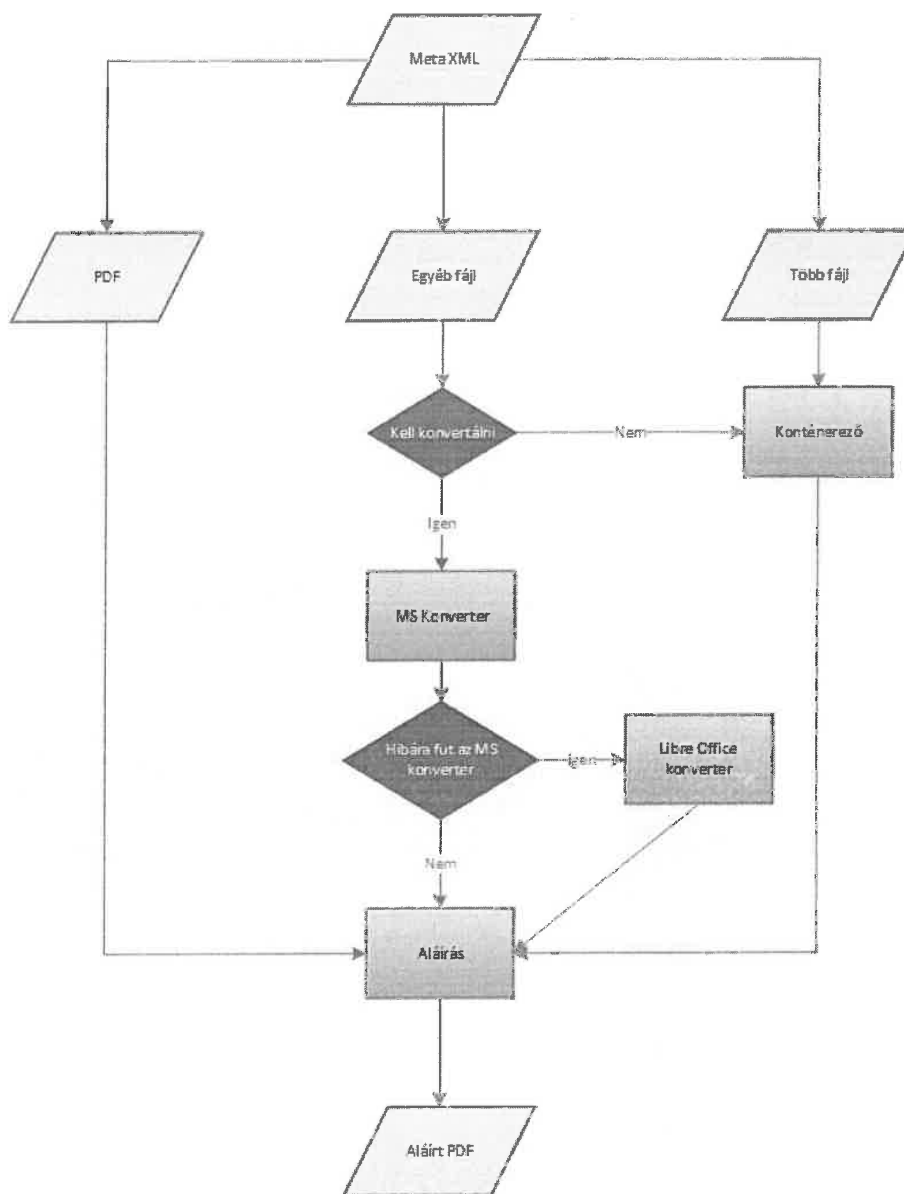 Meta XML
PDF
Egyéb fájl
Több fájl
Kell konvertálni
Nem
Konténerező
Igen
MS Konverter
Hibára fut az MS
konverter
Igen
Libre Office
konverter
Nem
Aláírás
Aláírt PDF